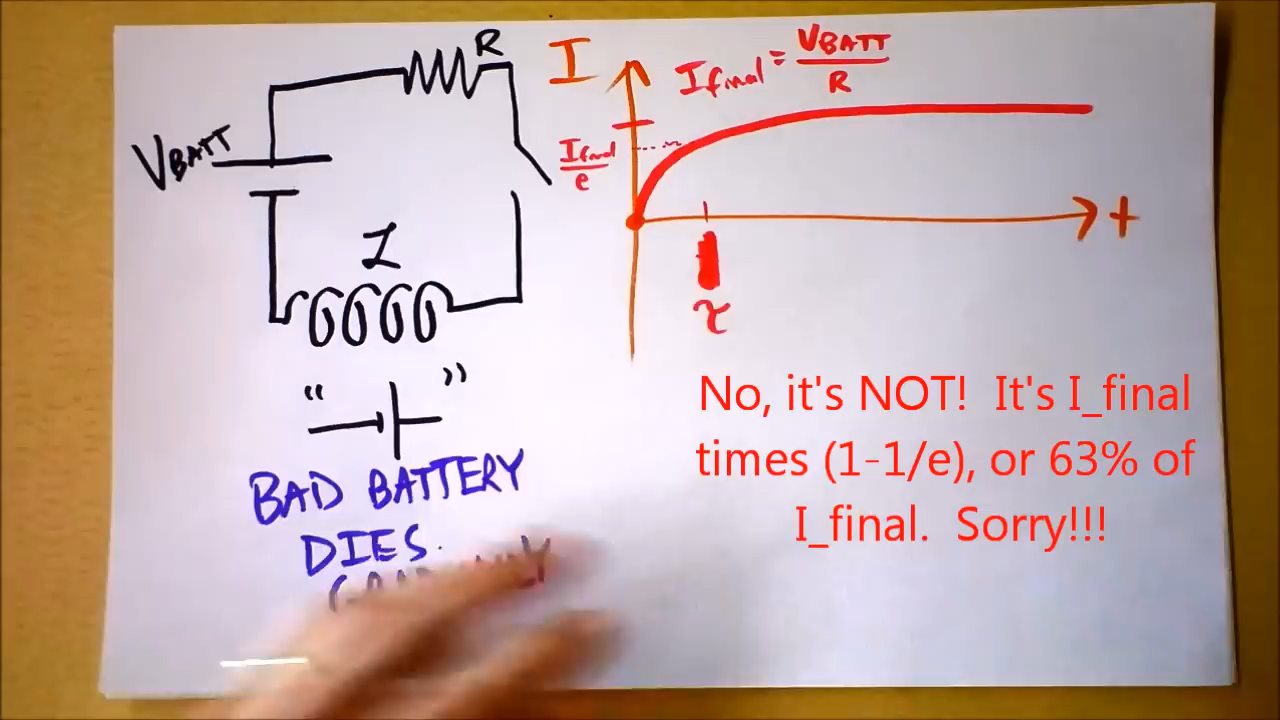 R
VBATT
L
“ ”
BAD BATTERY
DIES
I
Ifinal = VBATT
R
Ifinal
e
t
τ
No, it's NOT! It's I_final
times (1-1/e), or 63% of
I_final. Sorry!!!